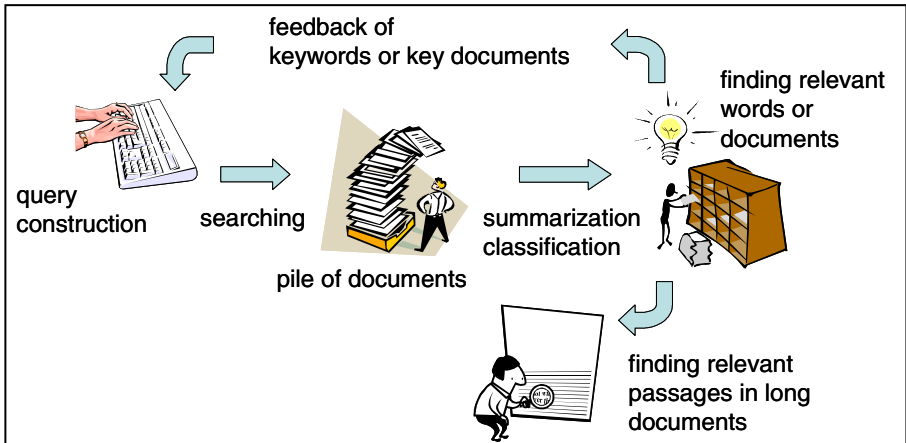 feedback of
keywords or key documents
finding relevant
words or
documents
query
construction
searching
summarization
classification
pile of documents
finding relevant
passages in long
documents